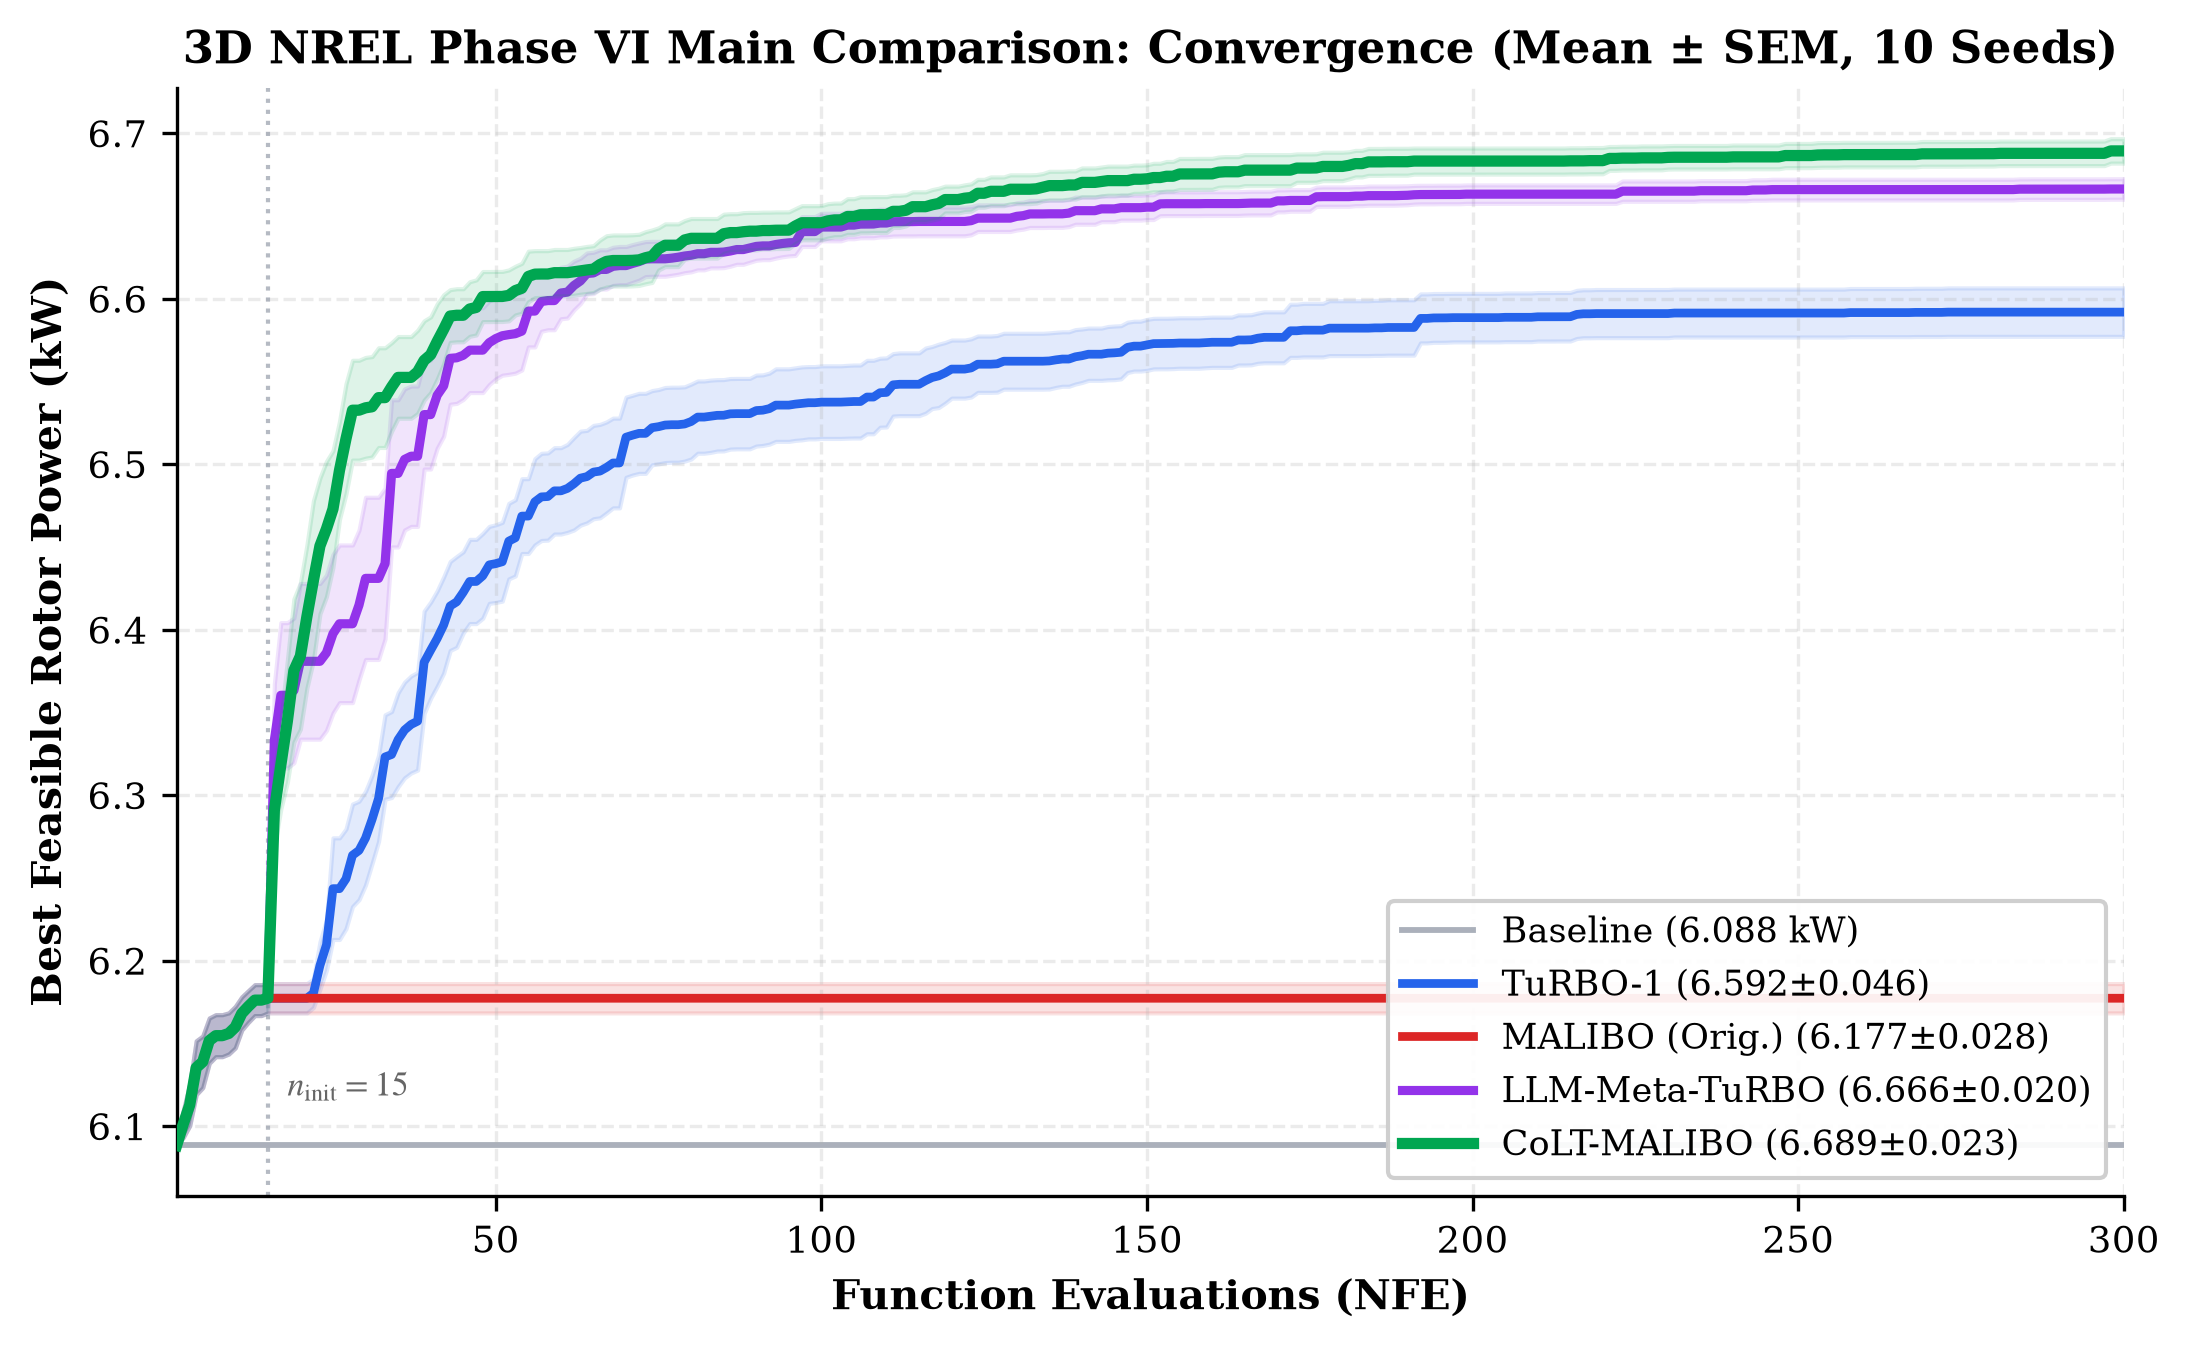 3D NREL Phase VI Main Comparison: Convergence (Mean ± SEM, 10 Seeds)
Best Feasible Rotor Power (kW)
6.7
6.6
6.5
6.4
6.3
6.2
6.1
n_init = 15
Baseline (6.088 kW)
TuRBO-1 (6.592±0.046)
MALIBO (Orig.) (6.177±0.028)
LLM-Meta-TuRBO (6.666±0.020)
CoLT-MALIBO (6.689±0.023)
50 100 150 200 250 300
Function Evaluations (NFE)